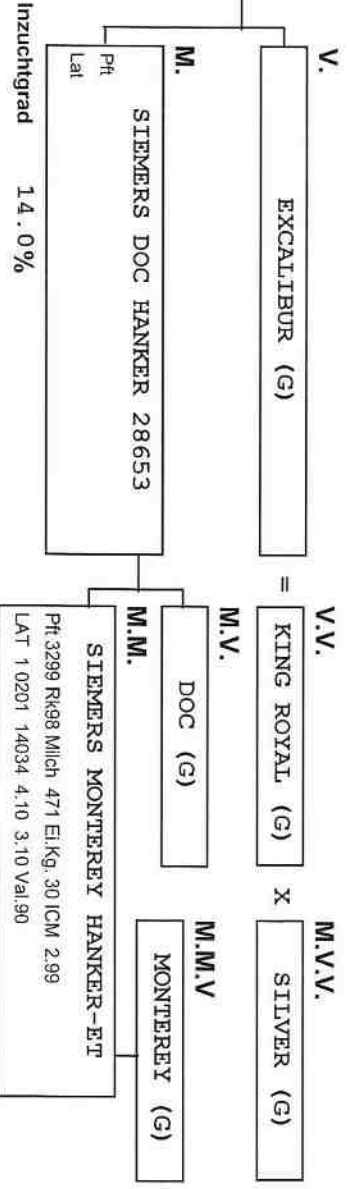 V.
EXCALIBUR (G)
=
V.V.
KING ROYAL (G)
X
M.V.V.
SILVER (G)
M.
SIEMERS DOC HANKER 28653
Pft
Lat
M.V.
DOC (G)
M.M.V
MONTEREY (G)
M.M.
SIEMERS MONTEREY HANKER-ET
Pft 3299 Rk98 Milch 471 Ei.Kg. 30 ICM 2.99
LAT 1 0201 14034 4.10 3.10 Val.90
Inzuchtgrad 14.0%